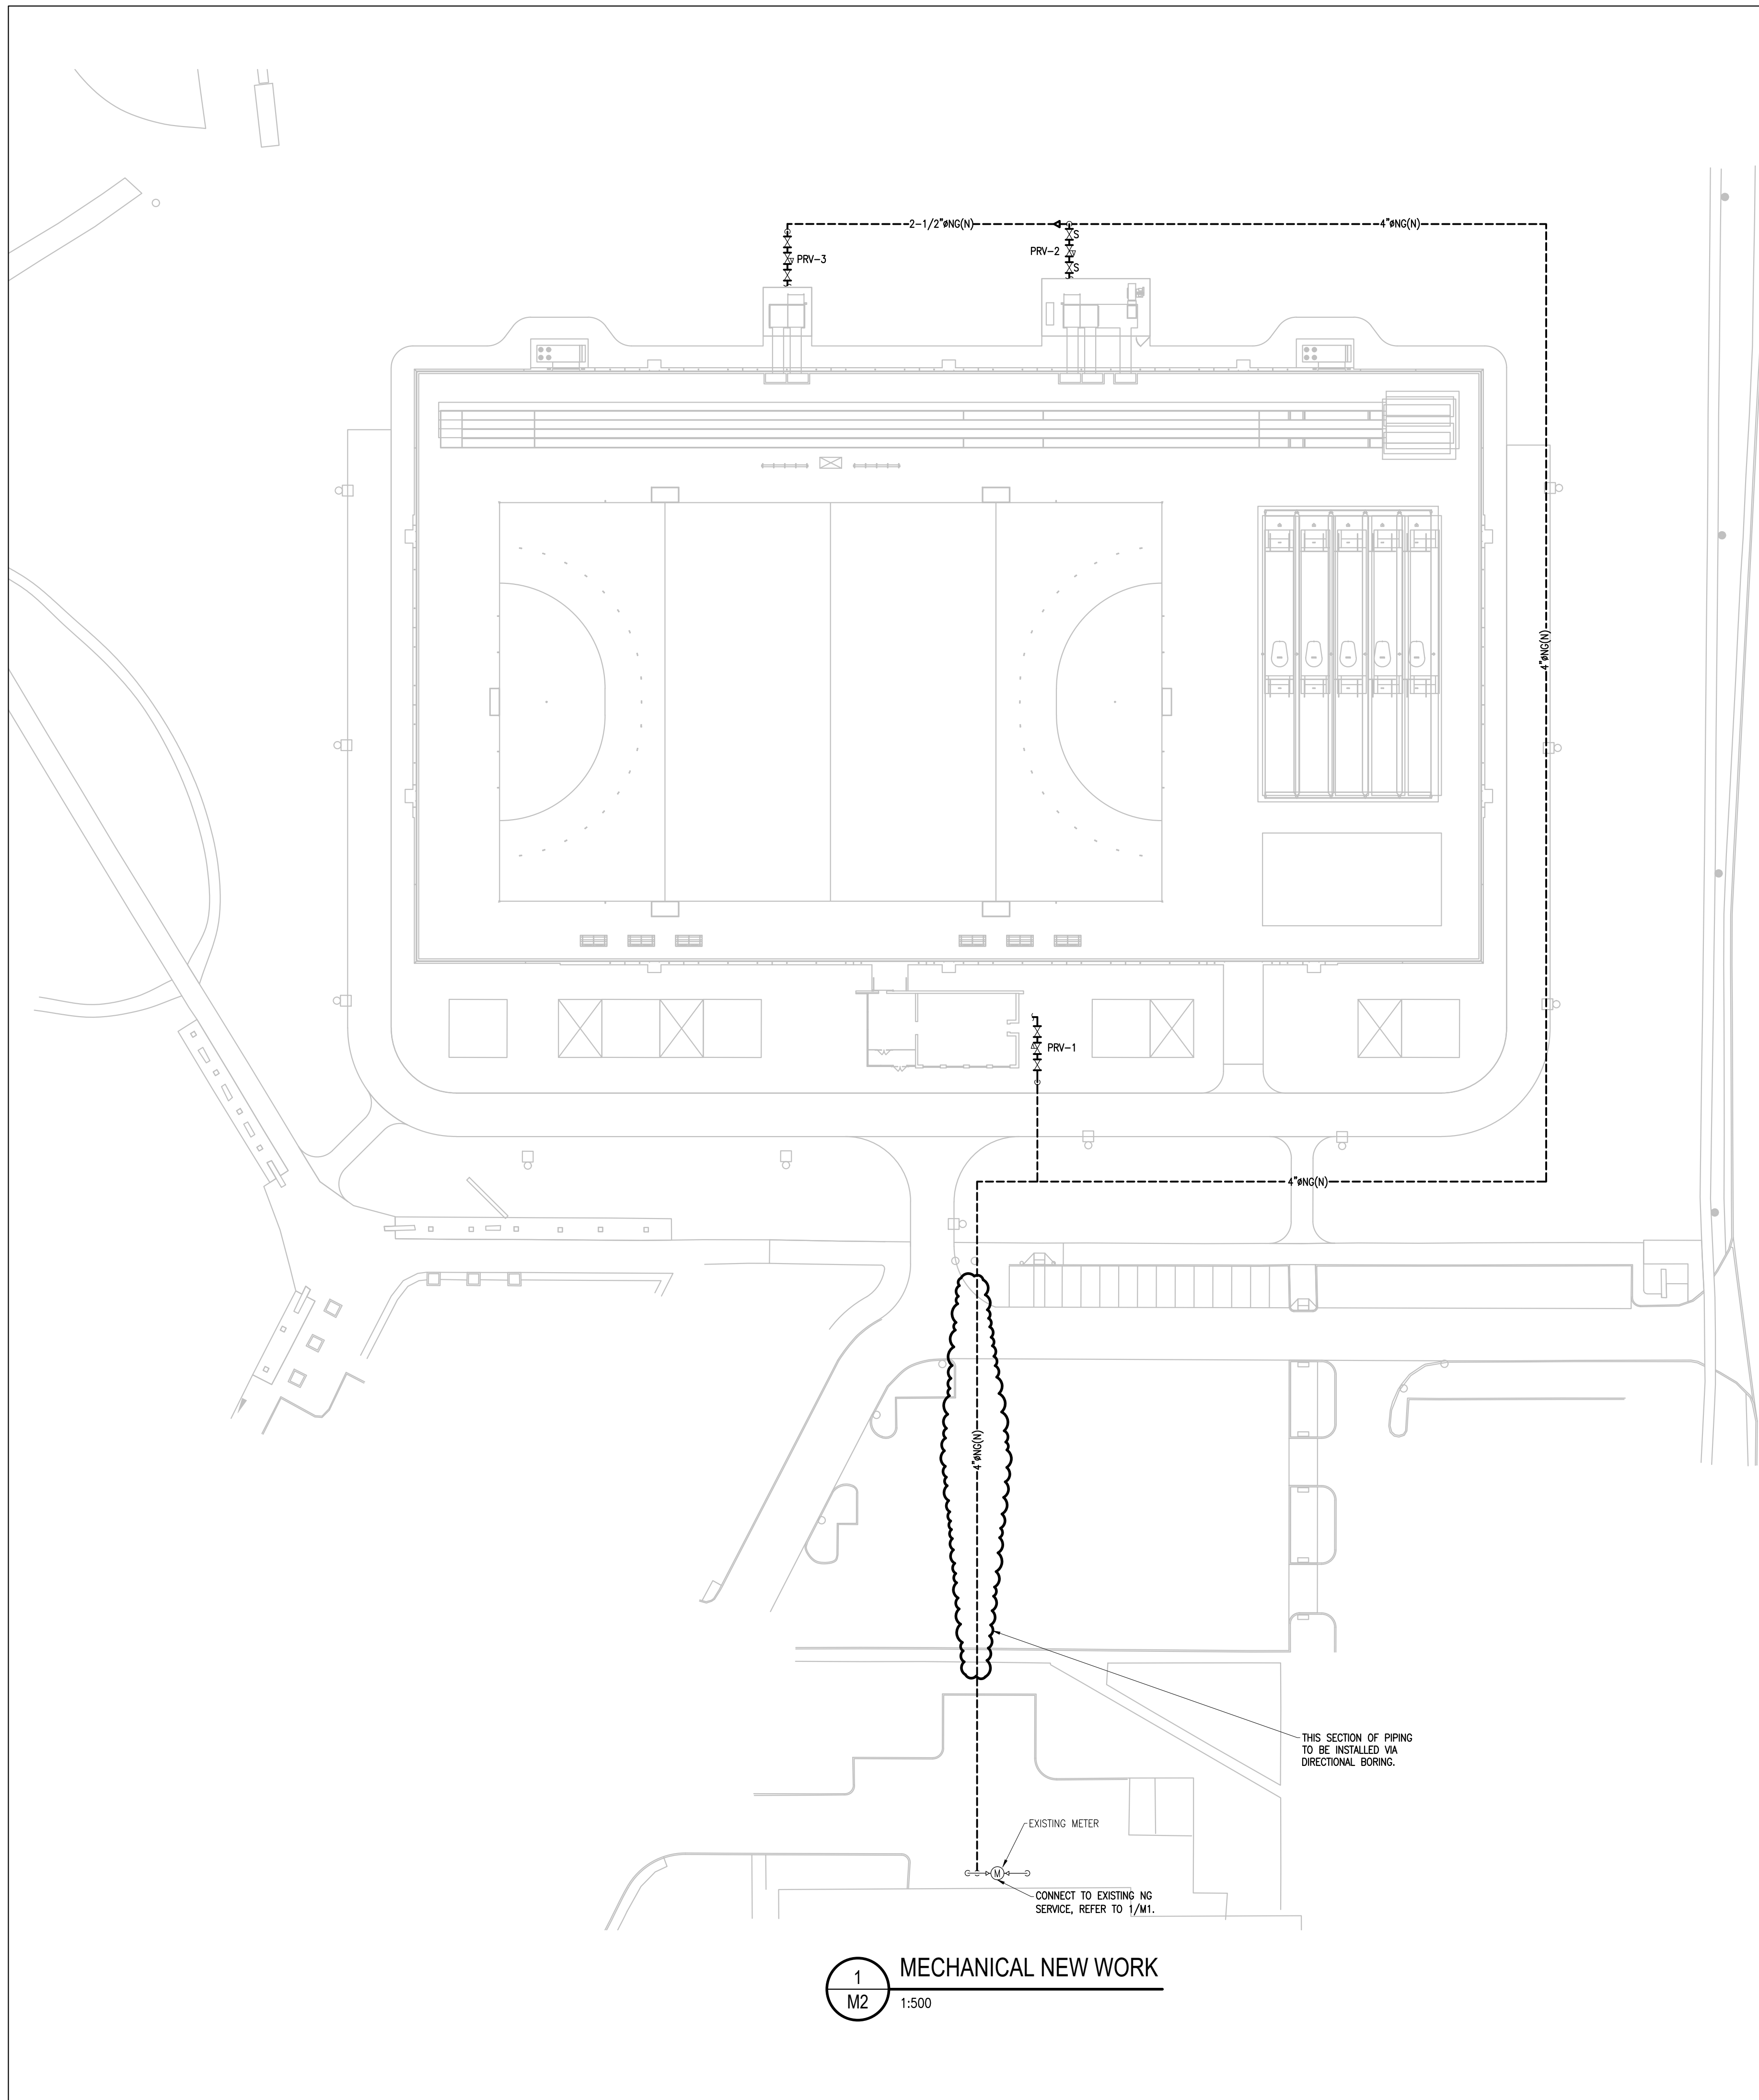 2-1/2"øNG(N)
4"øNG(N)
S
PRV-2
PRV-3
S
4"øNG(N)
PRV-1
4"øNG(N)
4"øNG(N)
THIS SECTION OF PIPING
TO BE INSTALLED VIA
DIRECTIONAL BORING.
EXISTING METER
M
CONNECT TO EXISTING NG
SERVICE, REFER TO 1/M1.
1
MECHANICAL NEW WORK
M2
1:500